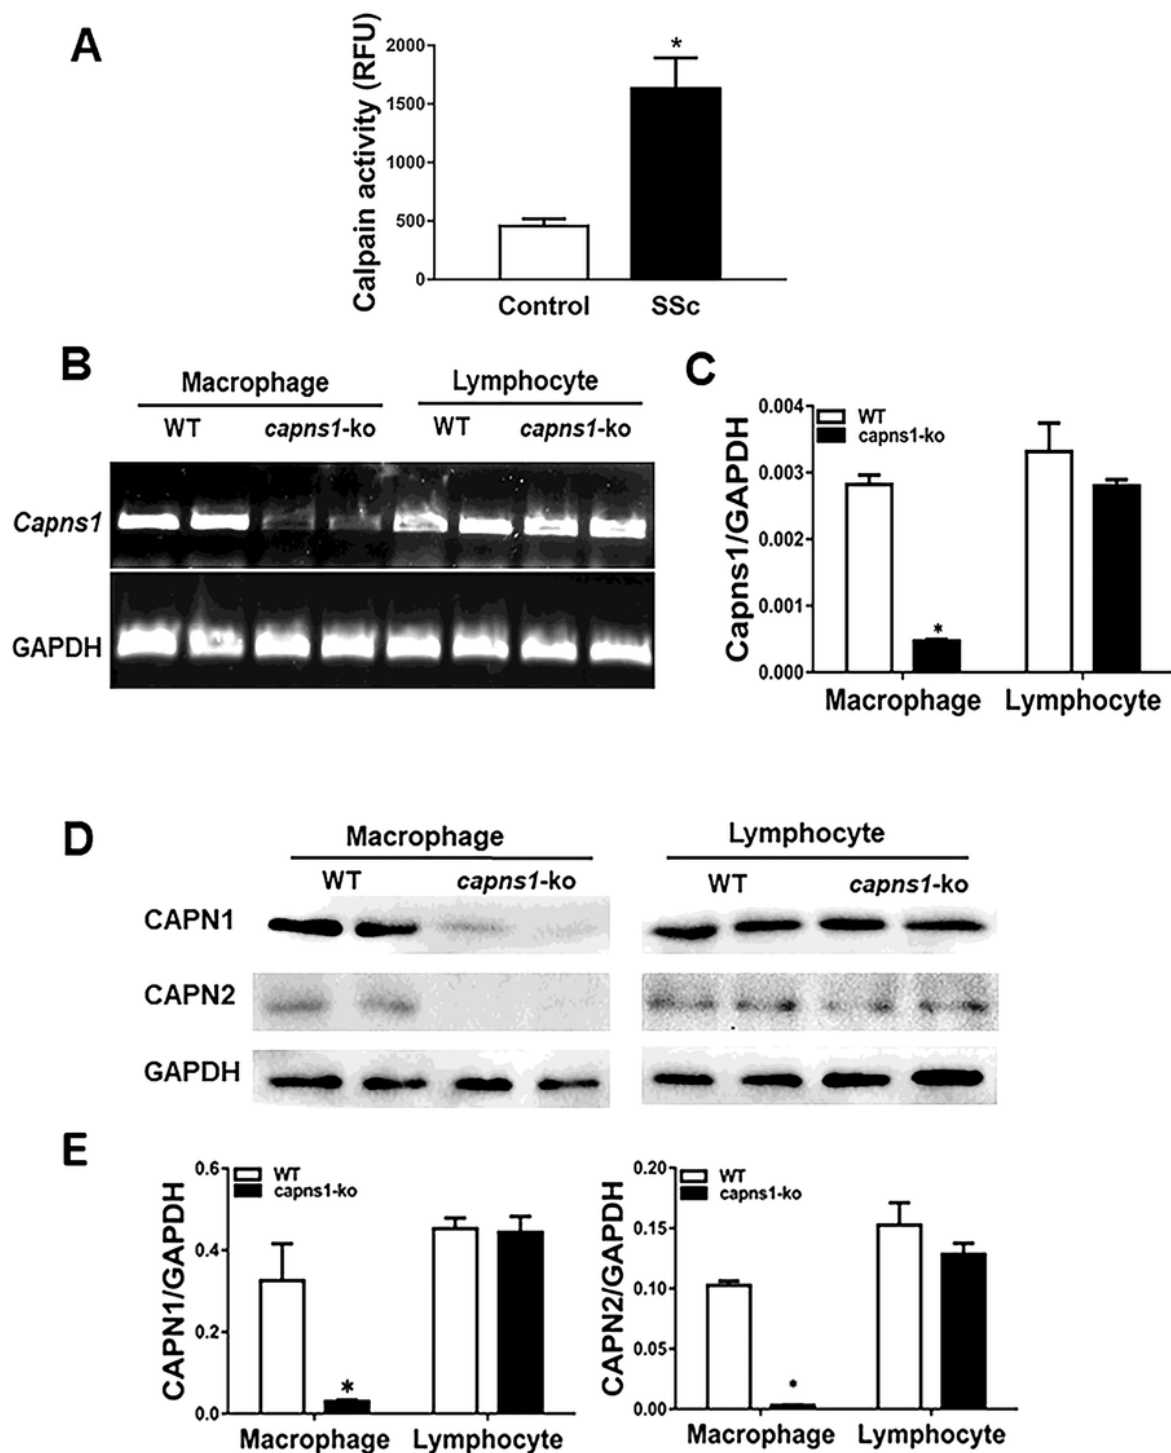 A
Calpain activity (RFU)
2000
1500
1000
500
0
*
Control SSc
B
Macrophage Lymphocyte
WT capns1-ko WT capns1-ko
Capns1
GAPDH
C
Capns1/GAPDH
0.004
0.003
0.002
0.001
0.000
WT
capns1-ko
*
Macrophage Lymphocyte
D
Macrophage Lymphocyte
WT capns1-ko WT capns1-ko
CAPN1
CAPN2
GAPDH
E
CAPN1/GAPDH
0.6
0.4
0.2
0.0
WT
capns1-ko
*
Macrophage Lymphocyte
CAPN2/GAPDH
0.20
0.15
0.10
0.05
0.00
WT
capns1-ko
*
Macrophage Lymphocyte